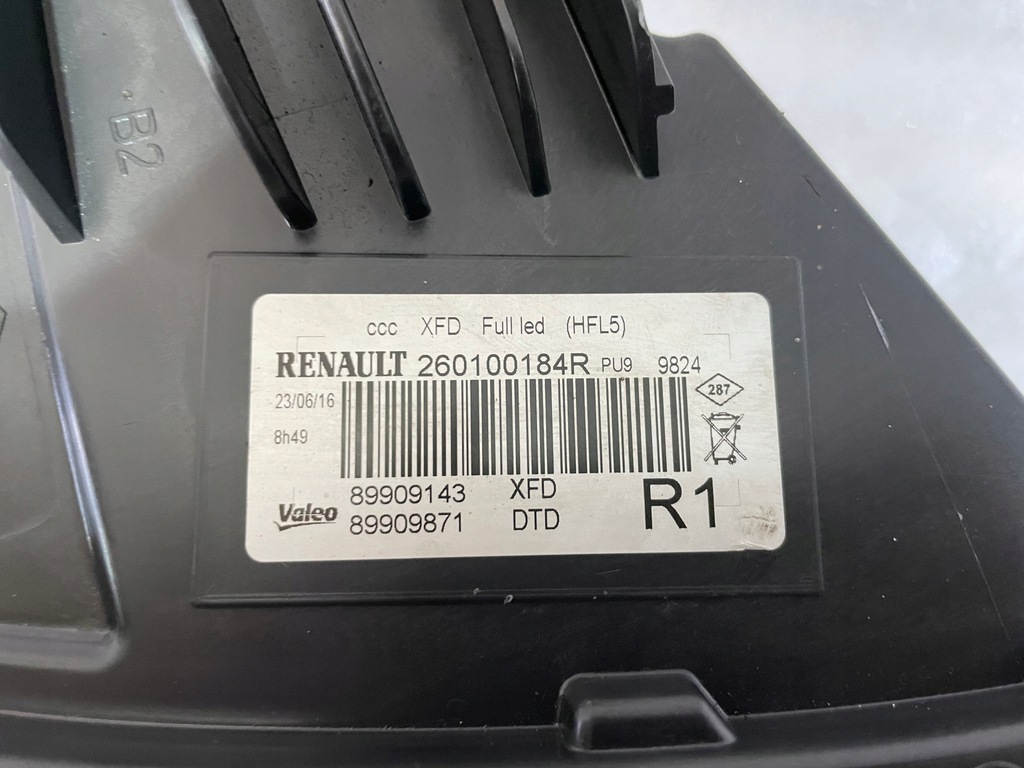 B2
ccc XFD Full led (HFL5)
RENAULT 260100184R PU9 9824
23/06/16
287
8h49
89909143 XFD
Valeo 89909871 DTD
R1